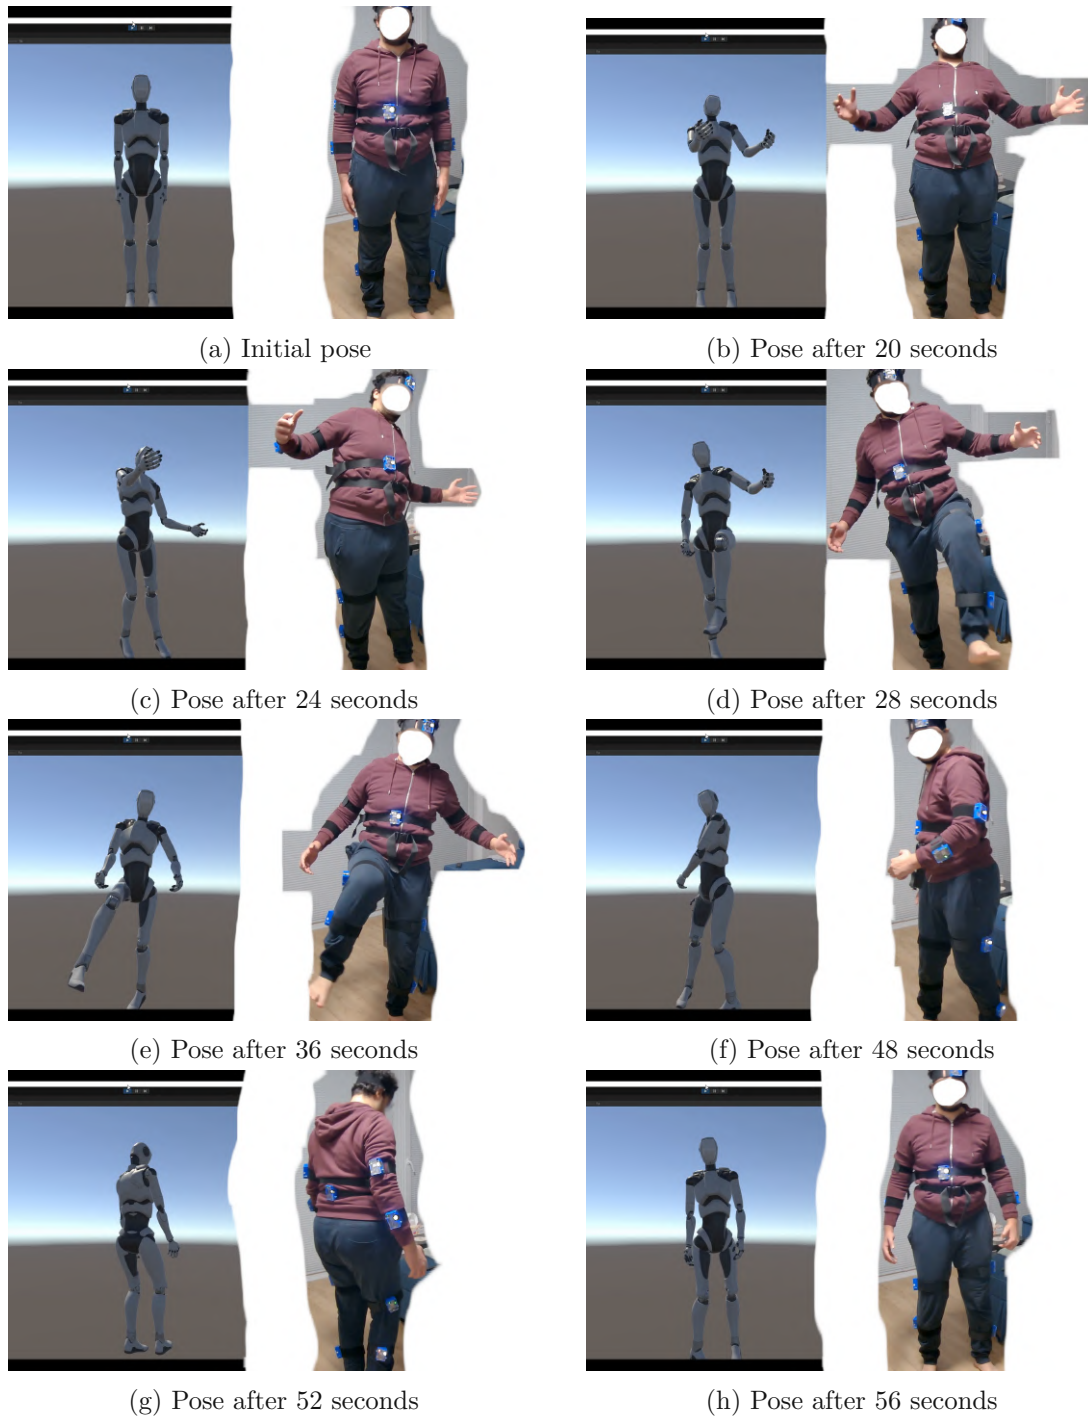 (a) Initial pose
(b) Pose after 20 seconds
(c) Pose after 24 seconds
(d) Pose after 28 seconds
(e) Pose after 36 seconds
(f) Pose after 48 seconds
(g) Pose after 52 seconds
(h) Pose after 56 seconds